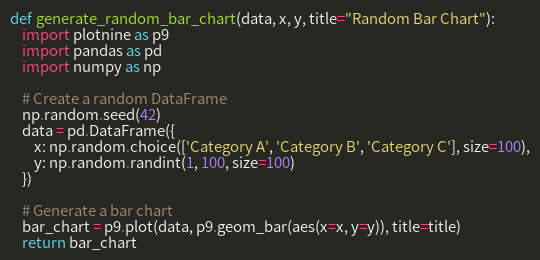 def generate_random_bar_chart(data, x, y, title="Random Bar Chart"):
    import plotnine as p9
    import pandas as pd
    import numpy as np

    # Create a random DataFrame
    np.random.seed(42)
    data = pd.DataFrame({
        x: np.random.choice(['Category A', 'Category B', 'Category C'], size=100),
        y: np.random.randint(1, 100, size=100)
    })

    # Generate a bar chart
    bar_chart = p9.plot(data, p9.geom_bar(aes(x=x, y=y)), title=title)
    return bar_chart